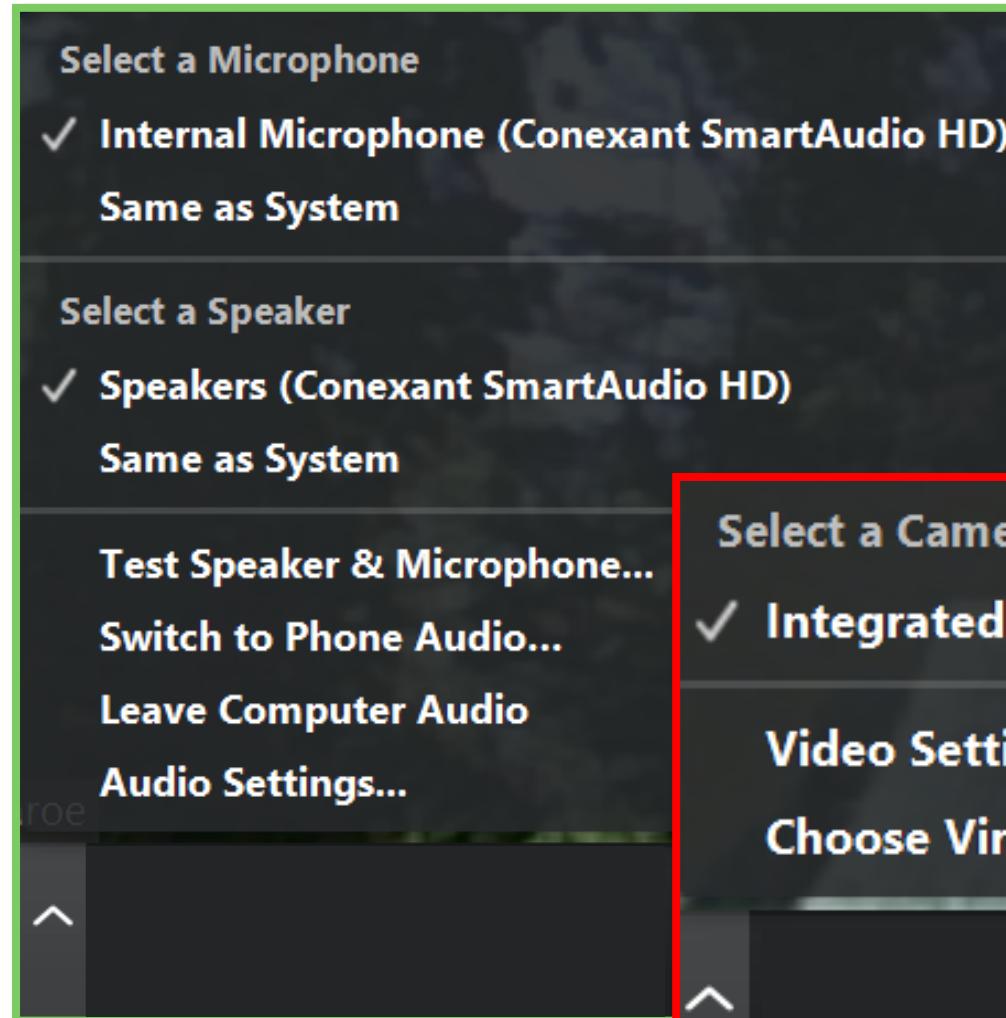 Select a Microphone
Internal Microphone (Conexant SmartAudio HD)
Same as System
Select a Speaker
Speakers (Conexant SmartAudio HD)
Same as System
Test Speaker & Microphone...
Switch to Phone Audio...
Leave Computer Audio
Audio Settings...
roe
Select a Came
Integrated
Video Setti
Choose Vir